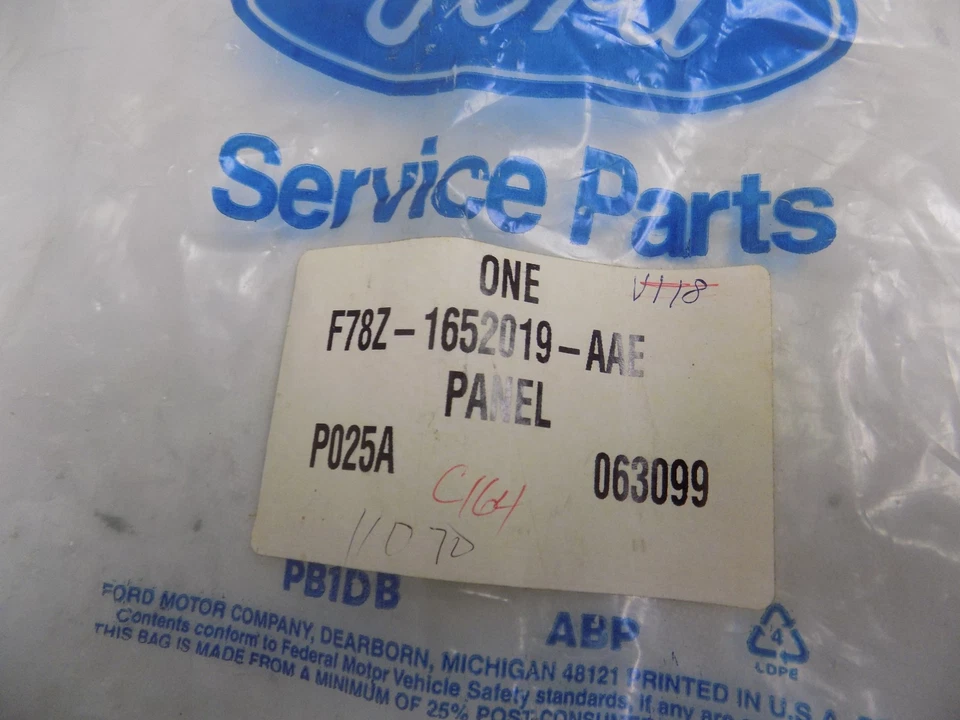 Ford
Service Parts
ONE
V118
F78Z-1652019-AAE
PANEL
P025A
063099
C164
11070
PB1DB
ABP
4
LDPE
FORD MOTOR COMPANY, DEARBORN, MICHIGAN 48121 PRINTED IN U.S.A.
Contents conform to Federal Motor Vehicle Safety standards, if any are
THIS BAG IS MADE FROM A MINIMUM OF 25% POST-CONSUMER